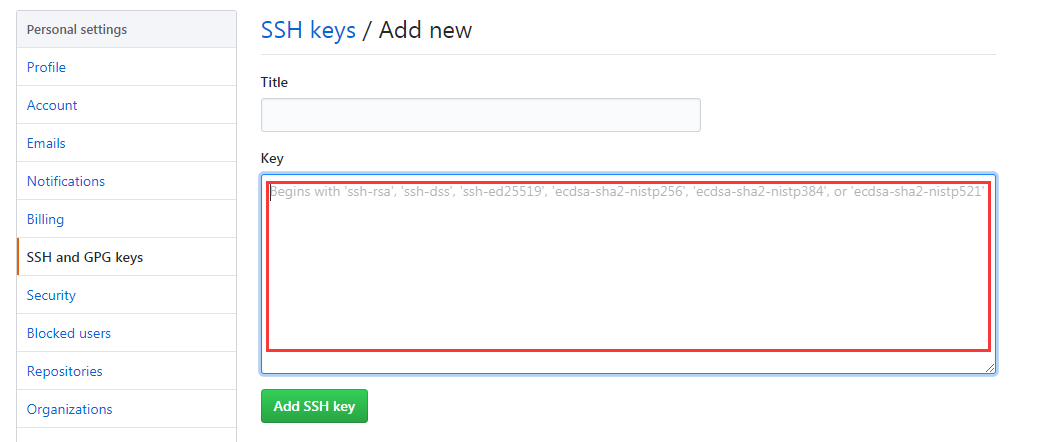 Personal settings
Profile
Account
Emails
Notifications
Billing
SSH and GPG keys
Security
Blocked users
Repositories
Organizations
SSH keys / Add new
Title
Key
Begins with 'ssh-rsa', 'ssh-dss', 'ssh-ed25519', 'ecdsa-sha2-nistp256', 'ecdsa-sha2-nistp384', or 'ecdsa-sha2-nistp521'
Add SSH key